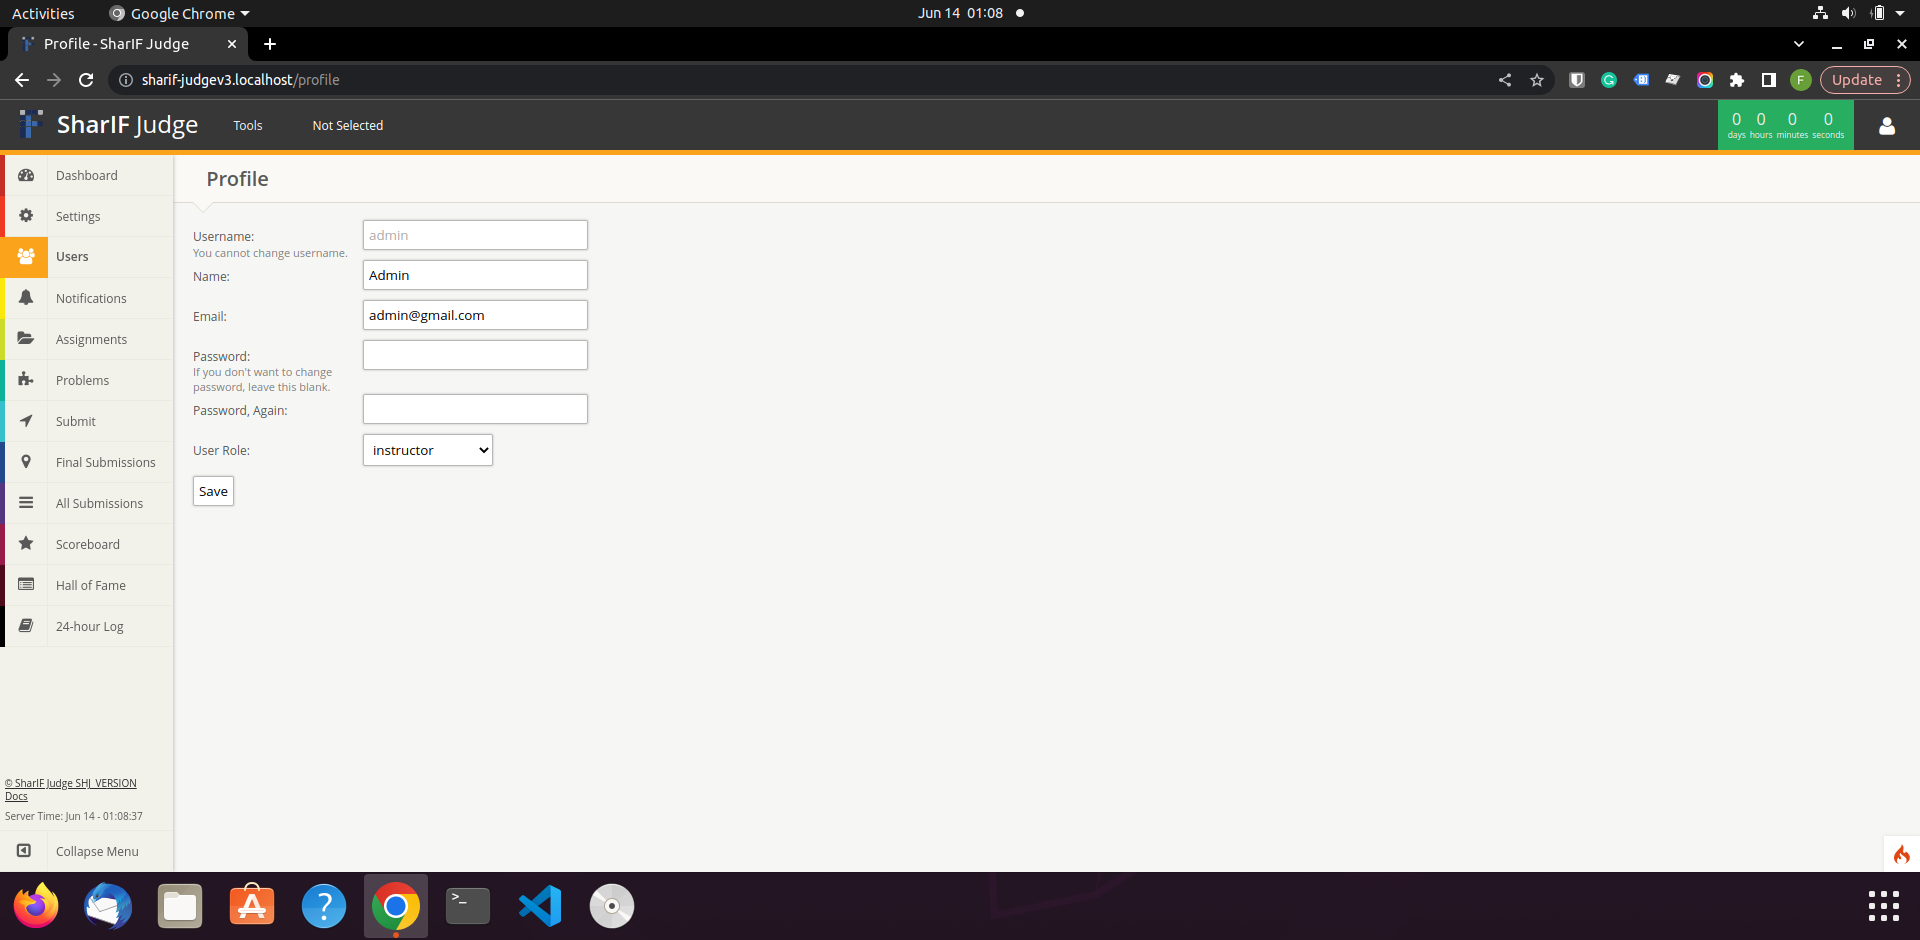 Activities
Google Chrome
Jun 14 01:08
Profile - SharIF Judge
sharif-judgev3.localhost/profile
F
Update
SharIF Judge
Tools
Not Selected
0 0 0 0
days hours minutes seconds
Dashboard
Settings
Users
Notifications
Assignments
Problems
Submit
Final Submissions
All Submissions
Scoreboard
Hall of Fame
24-hour Log
© SharIF Judge SHJ_VERSION
Docs
Server Time: Jun 14 - 01:08:37
Collapse Menu
Profile
Username:
You cannot change username.
admin
Name:
Admin
Email:
admin@gmail.com
Password:
If you don't want to change
password, leave this blank.
Password, Again:
User Role:
instructor
Save